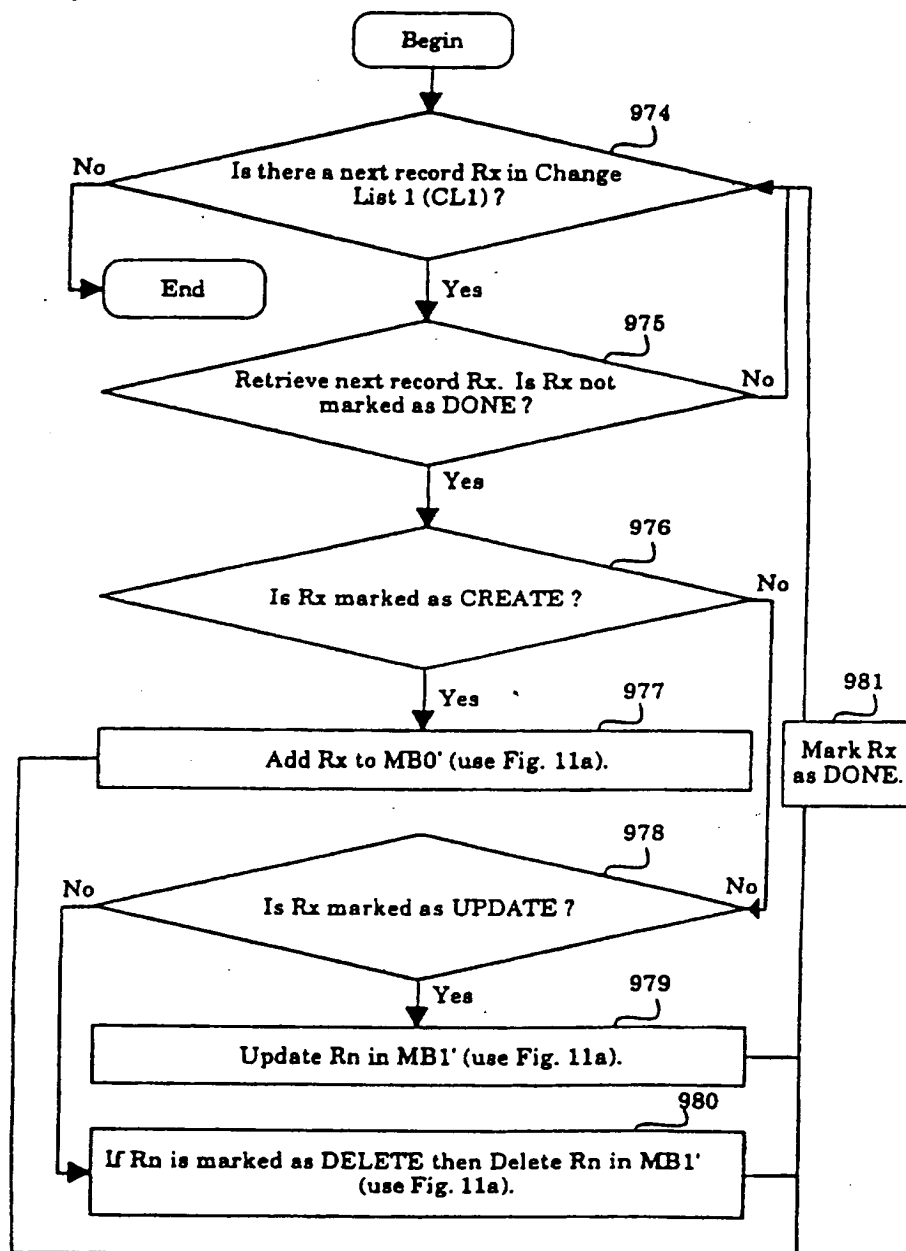 Begin
974
No
Is there a next record Rx in Change
List 1 (CL1) ?
End
Yes
975
Retrieve next record Rx. Is Rx not
marked as DONE ?
No
Yes
976
Is Rx marked as CREATE ?
No
Yes
977
981
Add Rx to MB0' (use Fig. 11a).
Mark Rx
as DONE.
978
No
Is Rx marked as UPDATE ?
No
Yes
979
Update Rn in MB1' (use Fig. 11a).
980
If Rn is marked as DELETE then Delete Rn in MB1'
(use Fig. 11a).